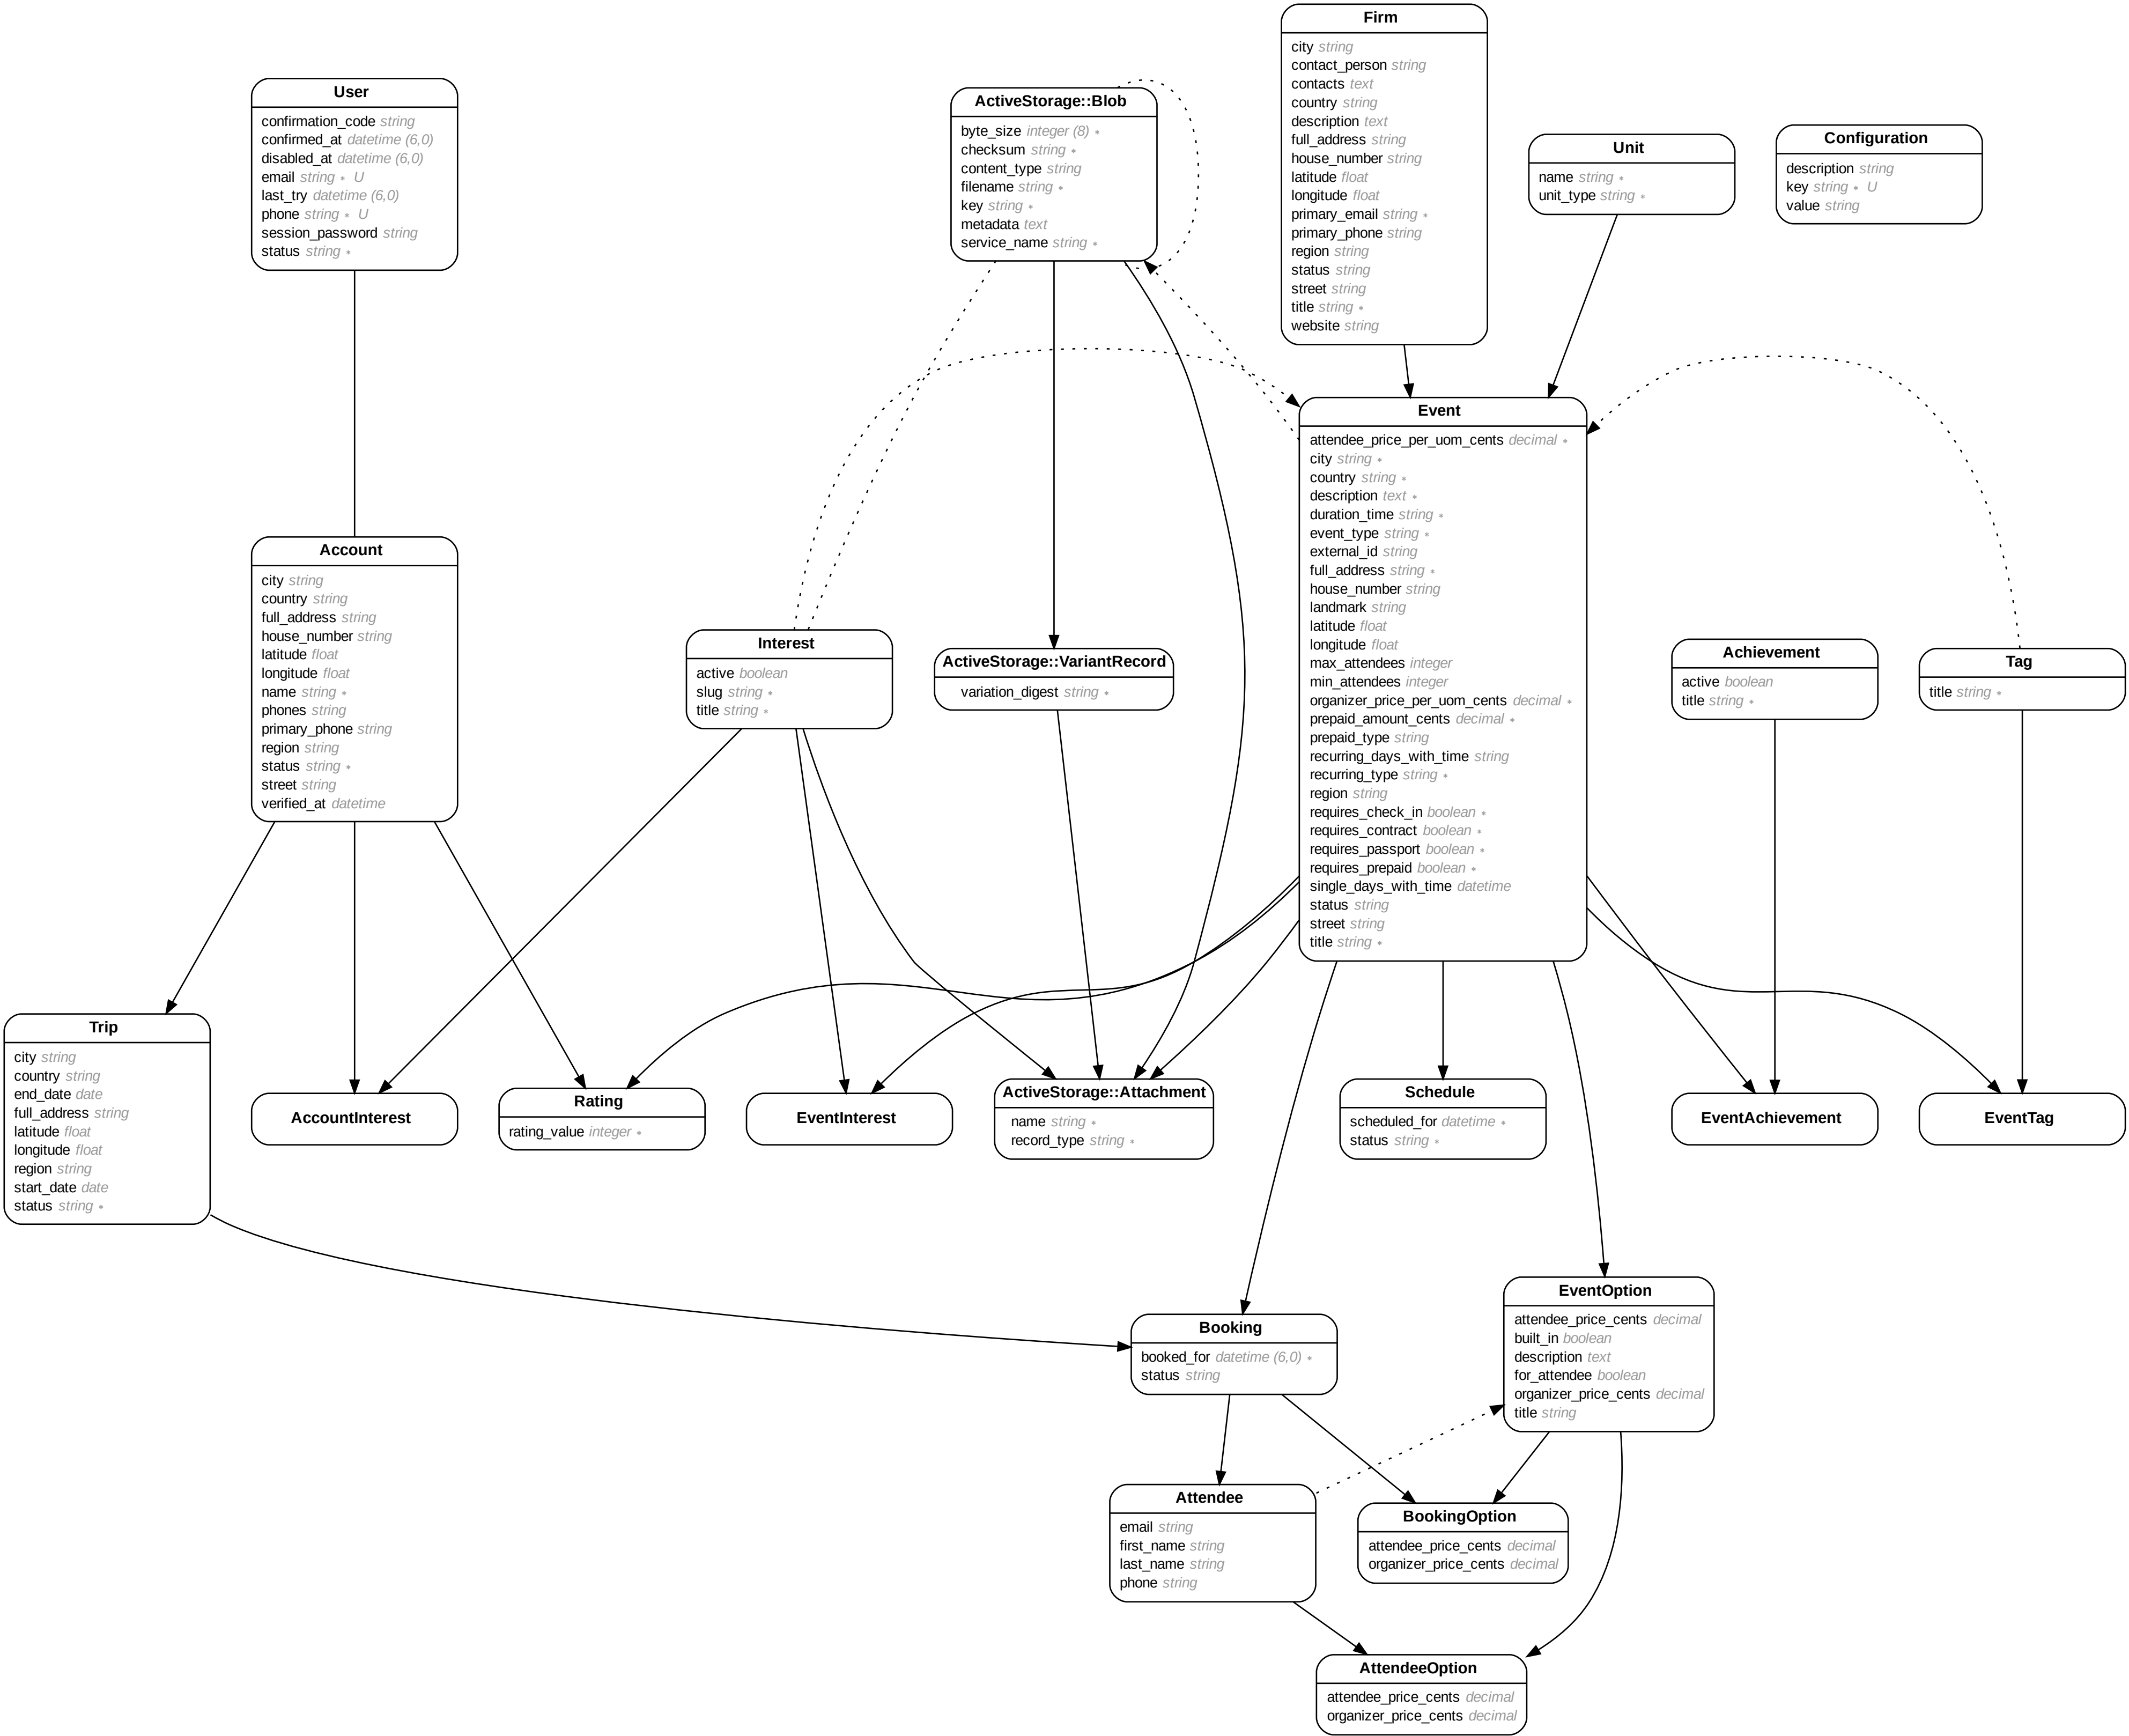 Firm
city string
contact_person string
contacts text
country string
description text
full_address string
house_number string
latitude float
longitude float
primary_email string •
primary_phone string
region string
status string
street string
title string •
website string
User
confirmation_code string
confirmed_at datetime (6,0)
disabled_at datetime (6,0)
email string • U
last_try datetime (6,0)
phone string • U
session_password string
status string •
ActiveStorage::Blob
byte_size integer (8) •
checksum string •
content_type string
filename string •
key string •
metadata text
service_name string •
Unit
name string •
unit_type string •
Configuration
description string
key string • U
value string
Event
attendee_price_per_uom_cents decimal •
city string •
country string •
description text •
duration_time string •
event_type string •
external_id string
full_address string •
house_number string
landmark string
latitude float
longitude float
max_attendees integer
min_attendees integer
organizer_price_per_uom_cents decimal •
prepaid_amount_cents decimal •
prepaid_type string
recurring_days_with_time string
recurring_type string •
region string
requires_check_in boolean •
requires_contract boolean •
requires_passport boolean •
requires_prepaid boolean •
single_days_with_time datetime
status string
street string
title string •
Account
city string
country string
full_address string
house_number string
latitude float
longitude float
name string •
phones string
primary_phone string
region string
status string •
street string
verified_at datetime
Interest
active boolean
slug string •
title string •
ActiveStorage::VariantRecord
variation_digest string •
Achievement
active boolean
title string •
Tag
title string •
Trip
city string
country string
end_date date
full_address string
latitude float
longitude float
region string
start_date date
status string •
AccountInterest
Rating
rating_value integer •
EventInterest
ActiveStorage::Attachment
name string •
record_type string •
Schedule
scheduled_for datetime •
status string •
EventAchievement
EventTag
EventOption
attendee_price_cents decimal
built_in boolean
description text
for_attendee boolean
organizer_price_cents decimal
title string
Booking
booked_for datetime (6,0) •
status string
Attendee
email string
first_name string
last_name string
phone string
BookingOption
attendee_price_cents decimal
organizer_price_cents decimal
AttendeeOption
attendee_price_cents decimal
organizer_price_cents decimal